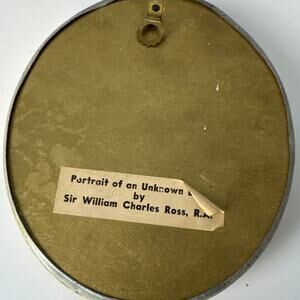 Portrait of an Unknown
by
Sir William Charles Ross, R.A.